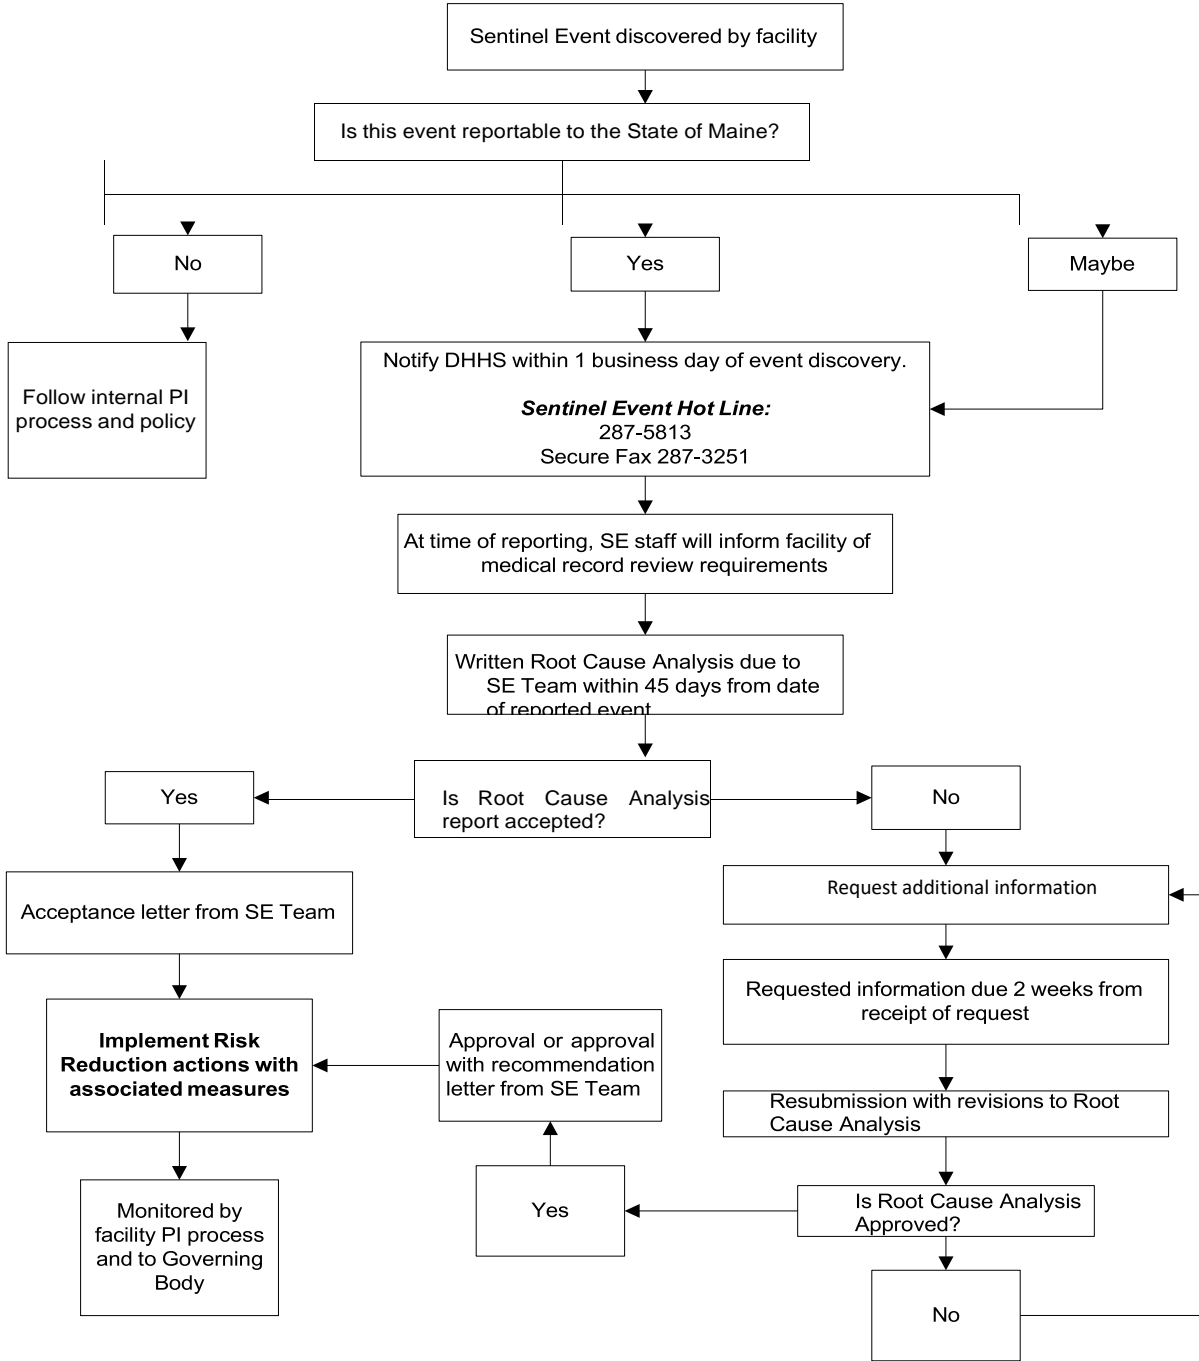 Sentinel Event discovered by facility
Is this event reportable to the State of Maine?
No
Yes
Maybe
Follow internal PI
process and policy
Notify DHHS within 1 business day of event discovery.
Sentinel Event Hot Line:
287-5813
Secure Fax 287-3251
At time of reporting, SE staff will inform facility of
medical record review requirements
Written Root Cause Analysis due to
SE Team within 45 days from date
of reported event
Yes
Is Root Cause Analysis
report accepted?
No
Acceptance letter from SE Team
Request additional information
Implement Risk
Reduction actions with
associated measures
Approval or approval
with recommendation
letter from SE Team
Requested information due 2 weeks from
receipt of request
Resubmission with revisions to Root
Cause Analysis
Monitored by
facility PI process
and to Governing
Body
Yes
Is Root Cause Analysis
Approved?
No